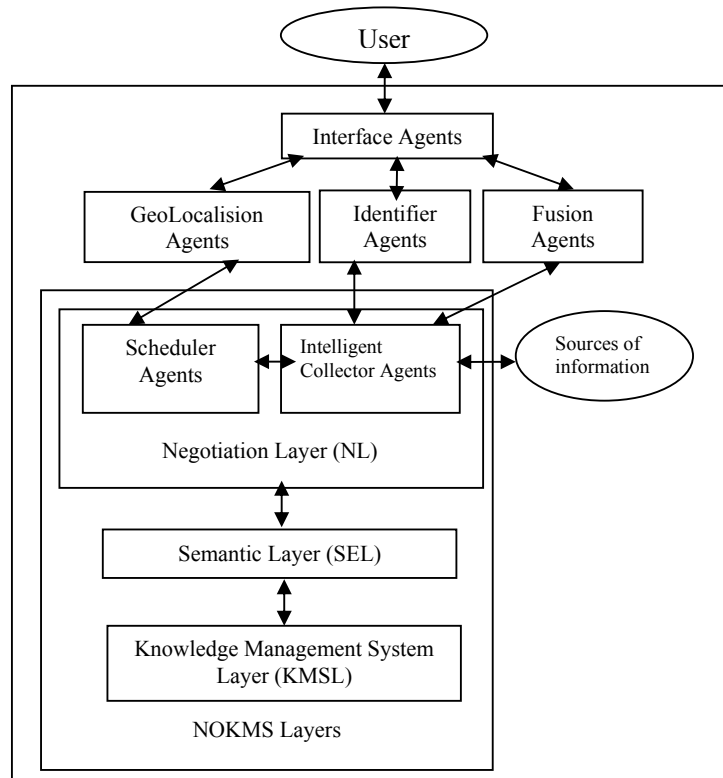 User
Interface Agents
GeoLocalision
Agents
Identifier
Agents
Fusion
Agents
Scheduler
Agents
Intelligent
Collector Agents
Sources of
information
Negotiation Layer (NL)
Semantic Layer (SEL)
Knowledge Management System
Layer (KMSL)
NOKMS Layers